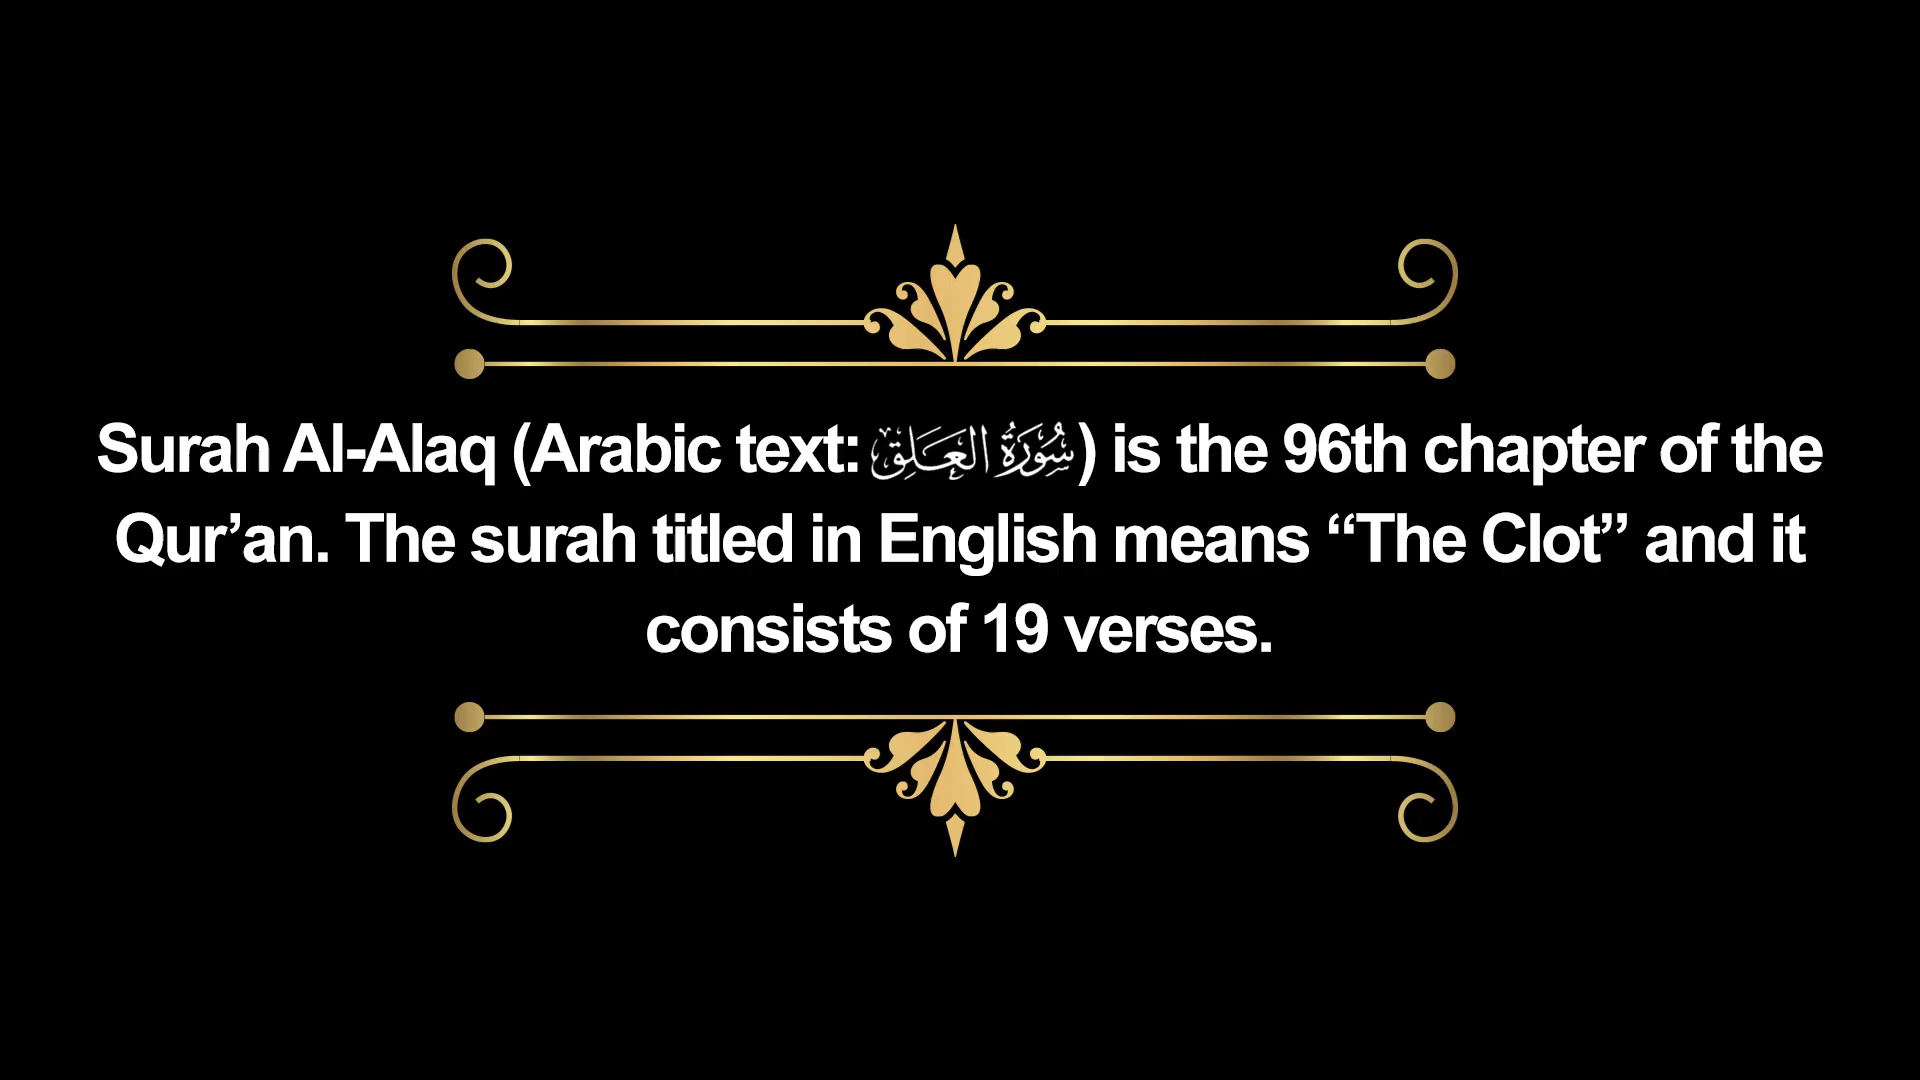 Surah Al-Alaq (Arabic text: سُورَةُ العَلَقِ) is the 96th chapter of the
Qur’an. The surah titled in English means “The Clot” and it
consists of 19 verses.